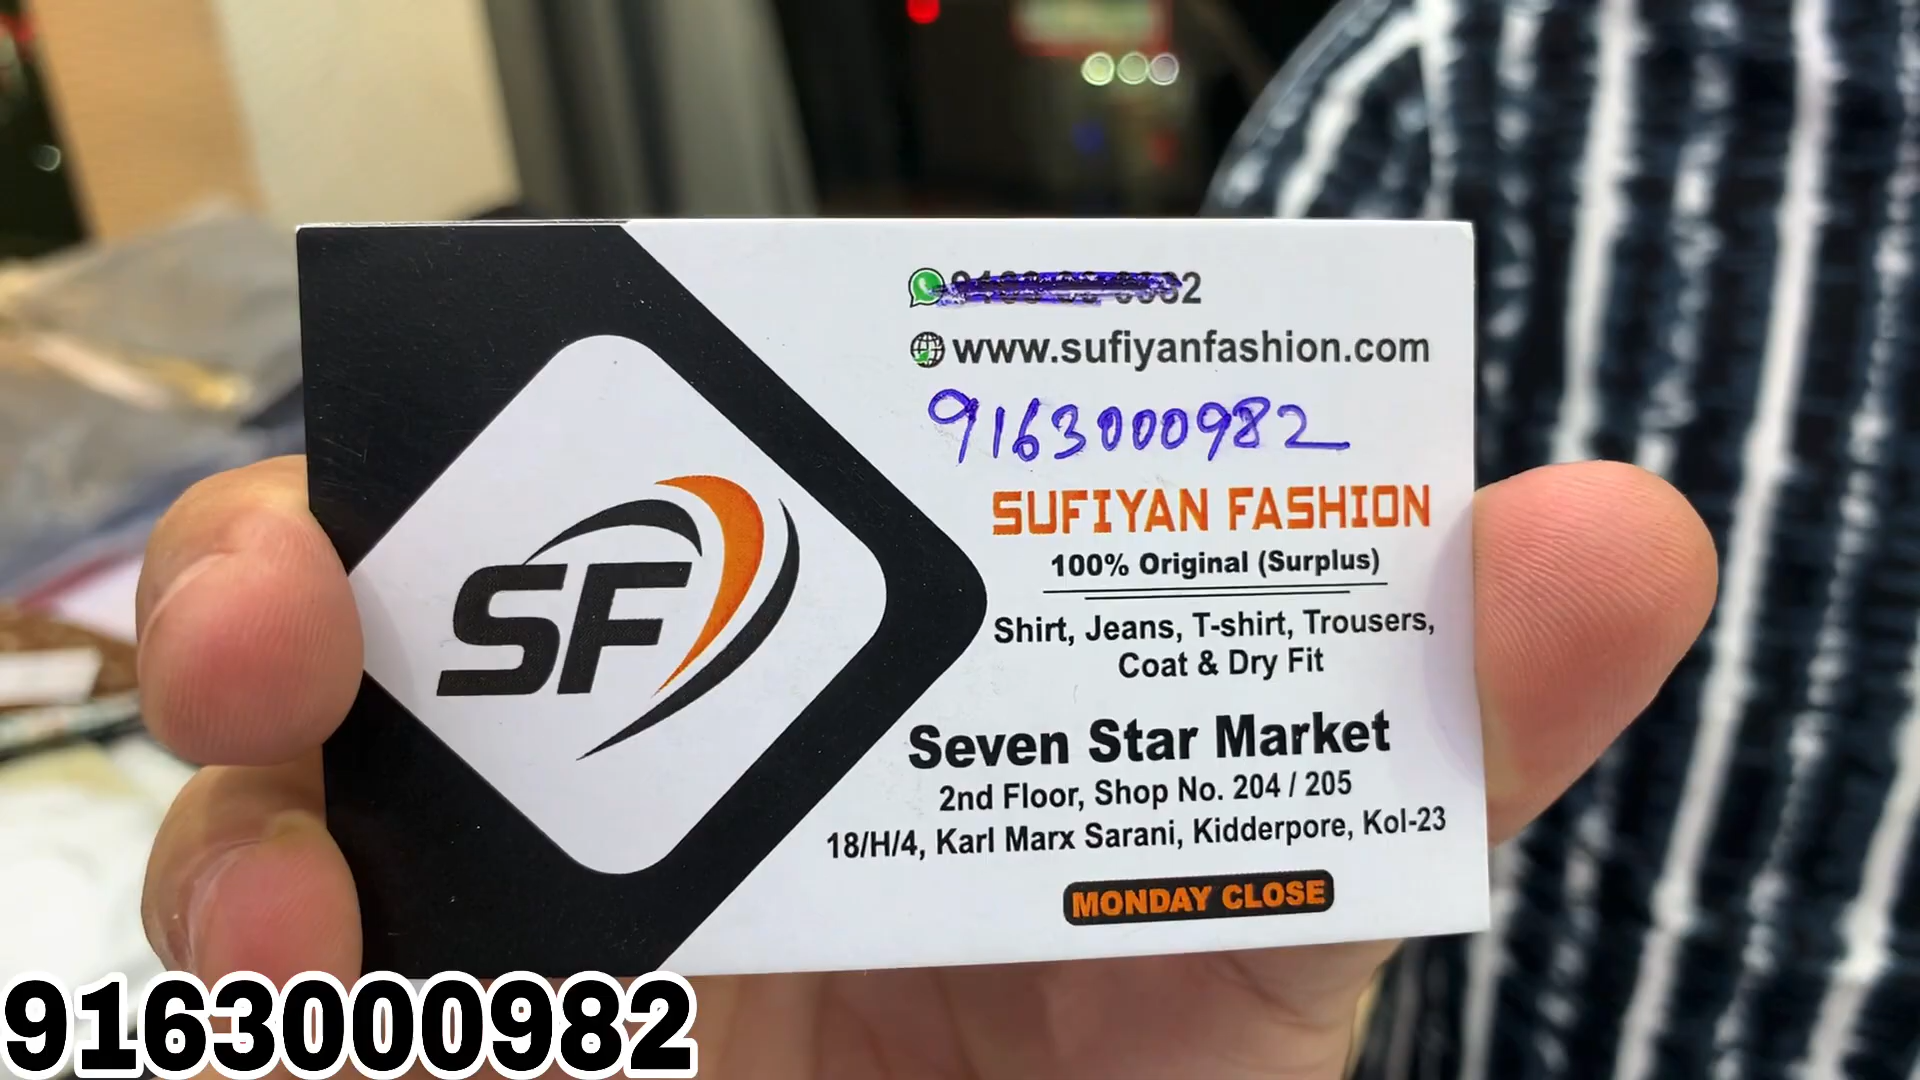 www.sufiyanfashion.com
9163000982
SUFIYAN FASHION
100% Original (Surplus)
Shirt, Jeans, T-shirt, Trousers,
Coat & Dry Fit
SF
Seven Star Market
2nd Floor, Shop No. 204 / 205
18/H/4, Karl Marx Sarani, Kidderpore, Kol-23
MONDAY CLOSE
9163000982